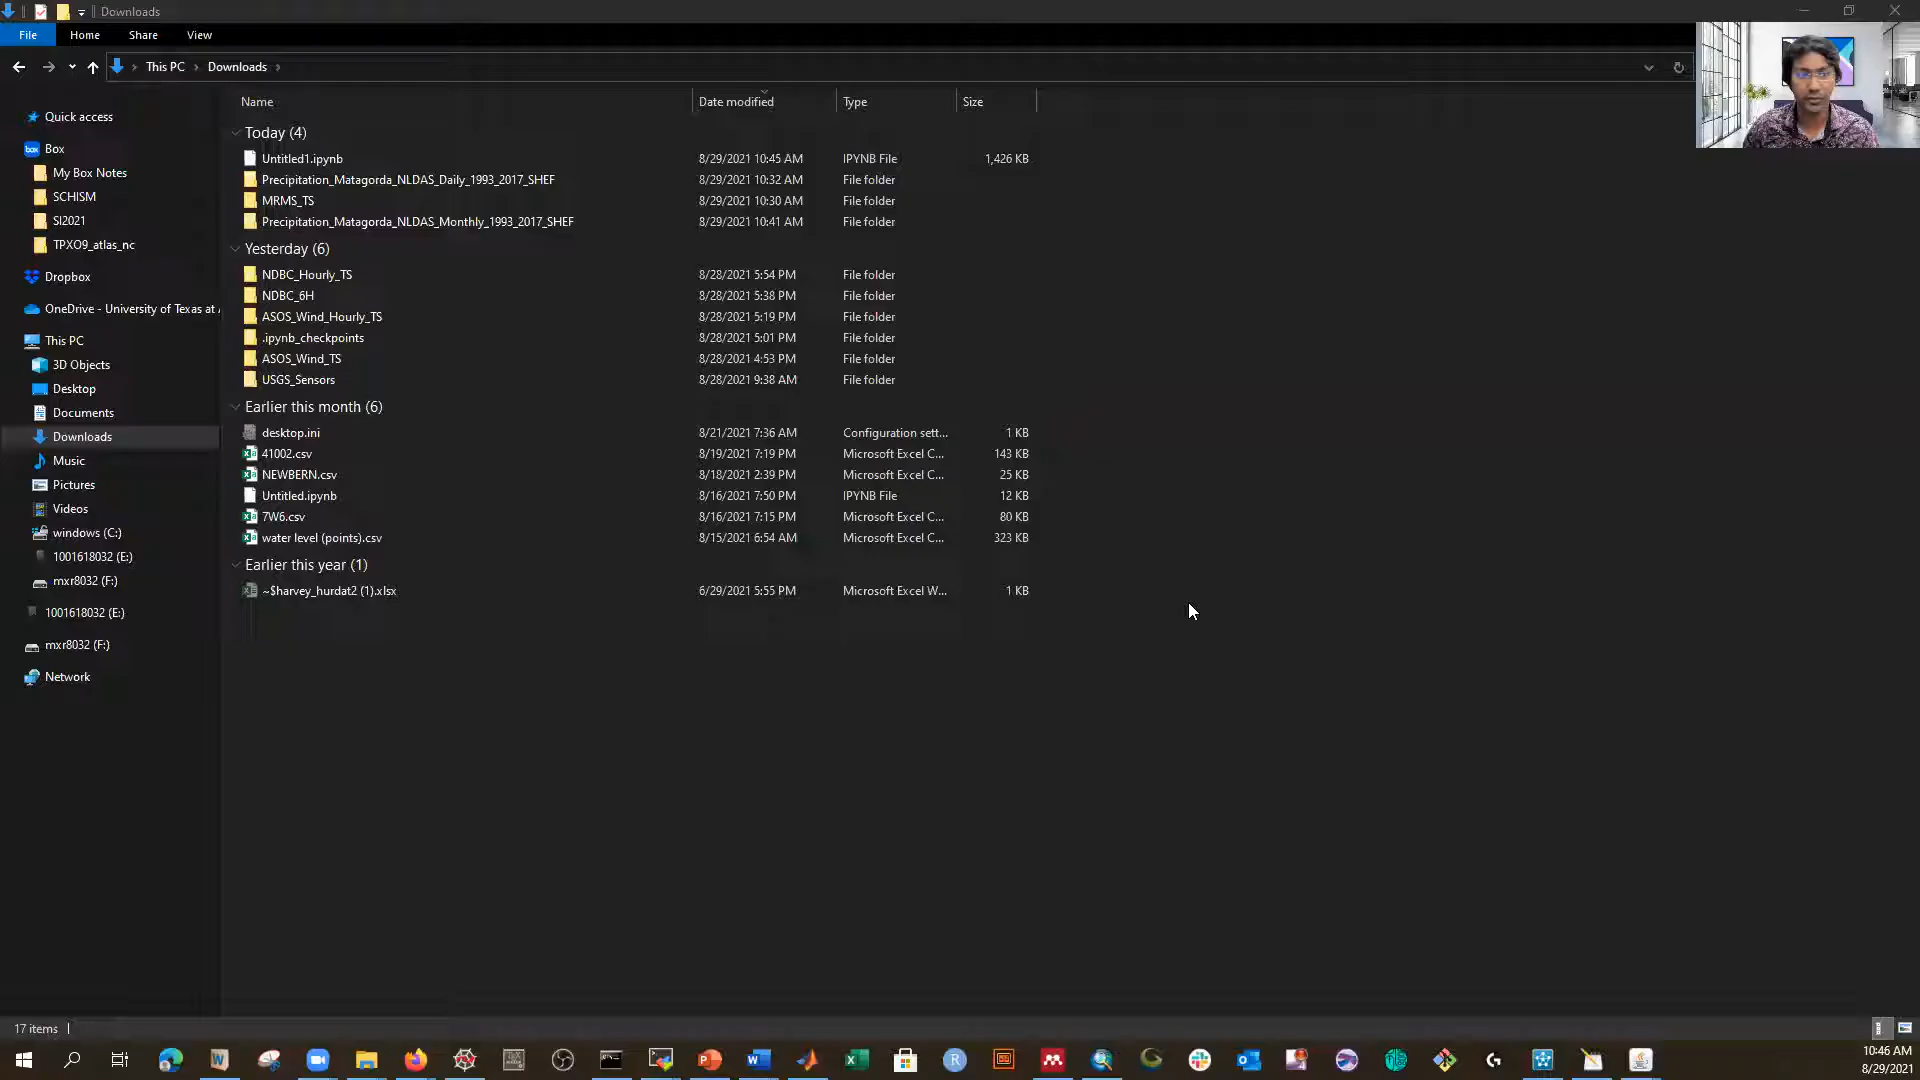 Downloads
File Home Share View
This PC Downloads
Name Date modified Type Size
Quick access
Box
My Box Notes
SCHISM
SI2021
TPXO9_atlas_nc
Dropbox
OneDrive - University of Texas at
This PC
3D Objects
Desktop
Documents
Downloads
Music
Pictures
Videos
windows (C:)
1001618032 (E:)
mxr8032 (F:)
1001618032 (E:)
mxr8032 (F:)
Network
Today (4)
Untitled1.ipynb 8/29/2021 10:45 AM IPYNB File 1,426 KB
Precipitation_Matagorda_NLDAS_Daily_1993_2017_SHEF 8/29/2021 10:32 AM File folder
MRMS_TS 8/29/2021 10:30 AM File folder
Precipitation_Matagorda_NLDAS_Monthly_1993_2017_SHEF 8/29/2021 10:41 AM File folder
Yesterday (6)
NDBC_Hourly_TS 8/28/2021 5:54 PM File folder
NDBC_6H 8/28/2021 5:38 PM File folder
ASOS_Wind_Hourly_TS 8/28/2021 5:19 PM File folder
.ipynb_checkpoints 8/28/2021 5:01 PM File folder
ASOS_Wind_TS 8/28/2021 4:53 PM File folder
USGS_Sensors 8/28/2021 9:38 AM File folder
Earlier this month (6)
desktop.ini 8/21/2021 7:36 AM Configuration sett... 1 KB
41002.csv 8/19/2021 7:19 PM Microsoft Excel C... 143 KB
NEWBERN.csv 8/18/2021 2:39 PM Microsoft Excel C... 25 KB
Untitled.ipynb 8/16/2021 7:50 PM IPYNB File 12 KB
7W6.csv 8/16/2021 7:15 PM Microsoft Excel C... 80 KB
water level (points).csv 8/15/2021 6:54 AM Microsoft Excel C... 323 KB
Earlier this year (1)
~$harvey_hurdat2 (1).xlsx 6/29/2021 5:55 PM Microsoft Excel W... 1 KB
17 items
10:46 AM
8/29/2021